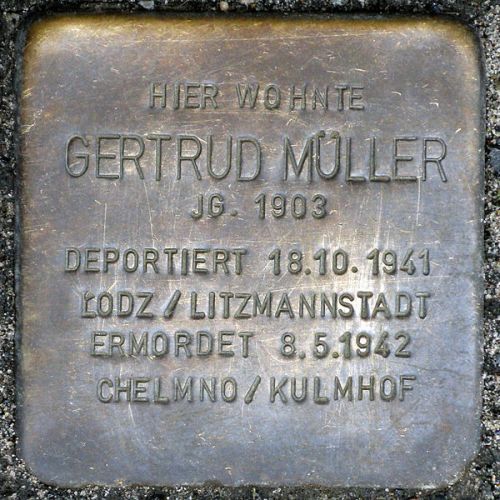 HIER WOHNTE
GERTRUD MÜLLER
JG. 1903
DEPORTIERT 18.10.1941
ŁODZ / LITZMANNSTADT
ERMORDET 8.5.1942
CHELMNO / KULMHOF